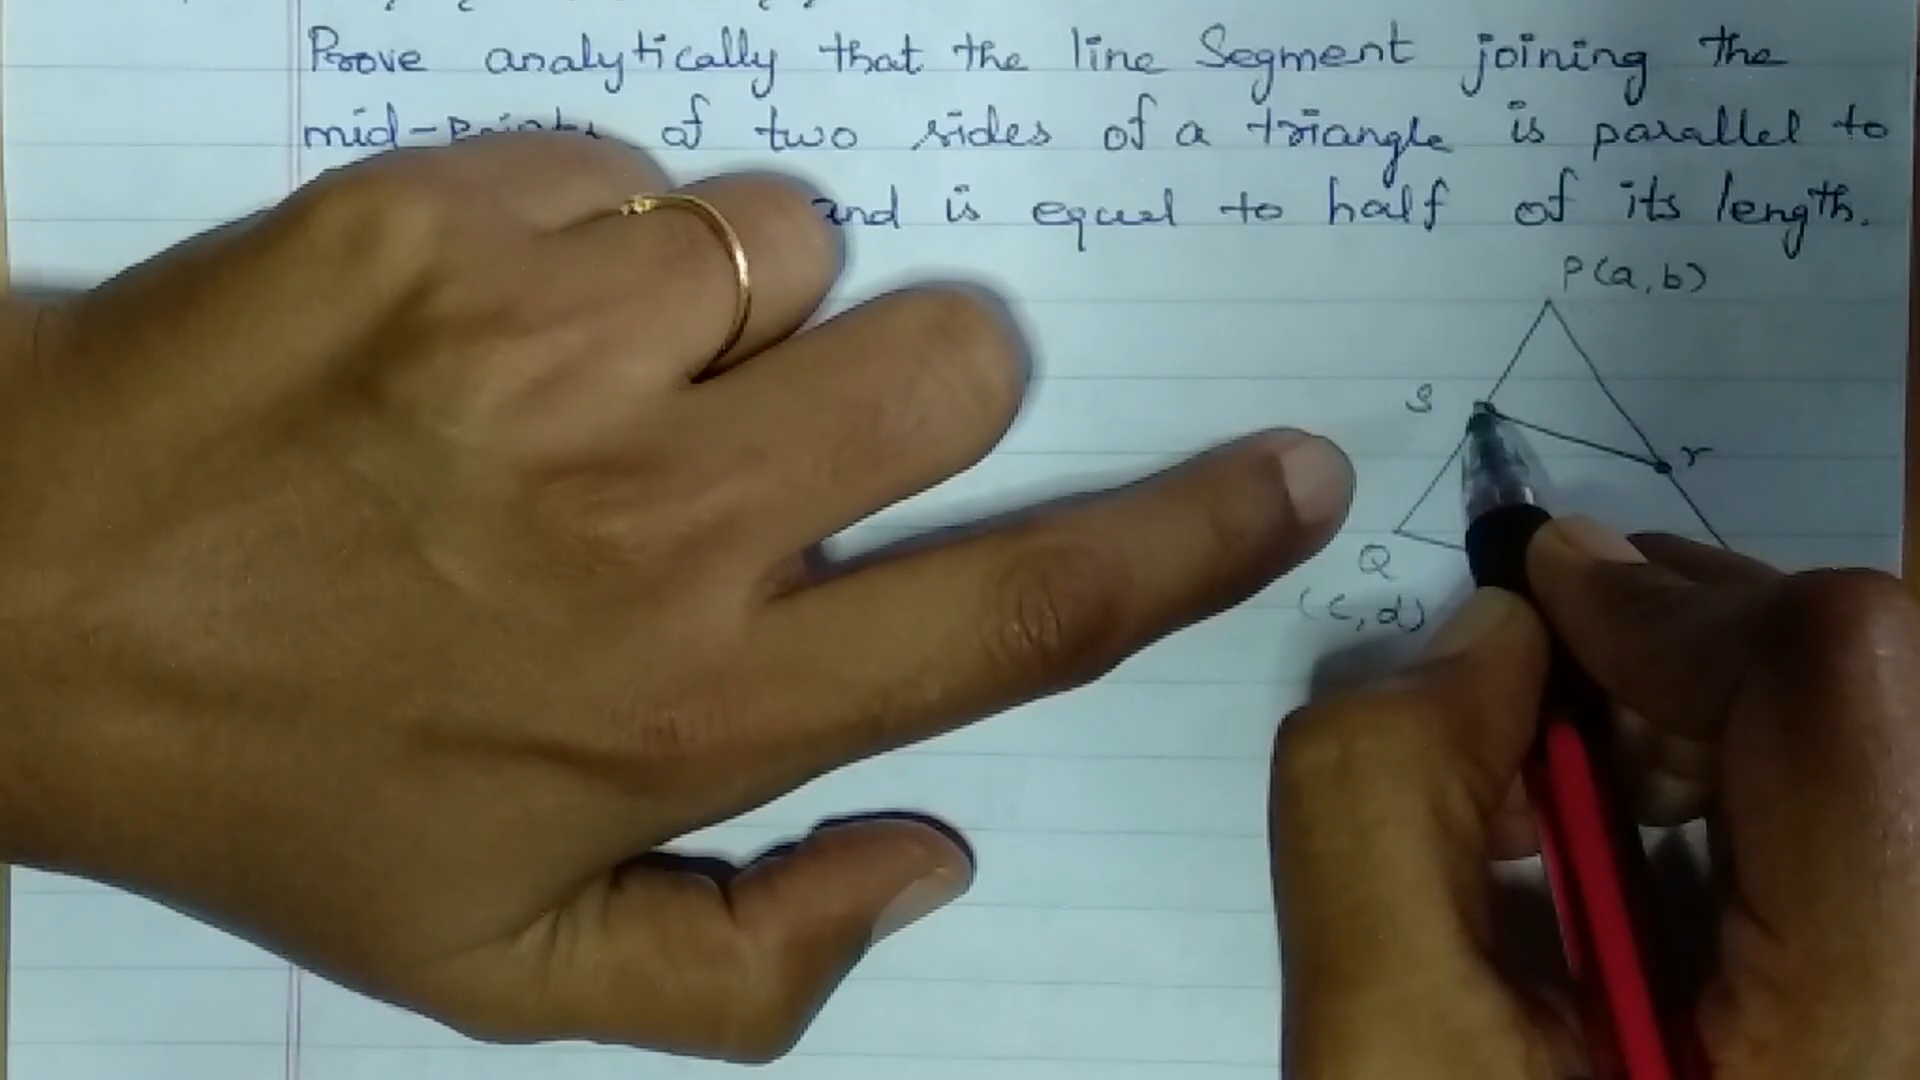 Prove analytically that the line Segment joining the
mid-points of two sides of a triangle is parallel to
and is equal to half of its length.
P(a,b)
S
r
Q
(c,d)